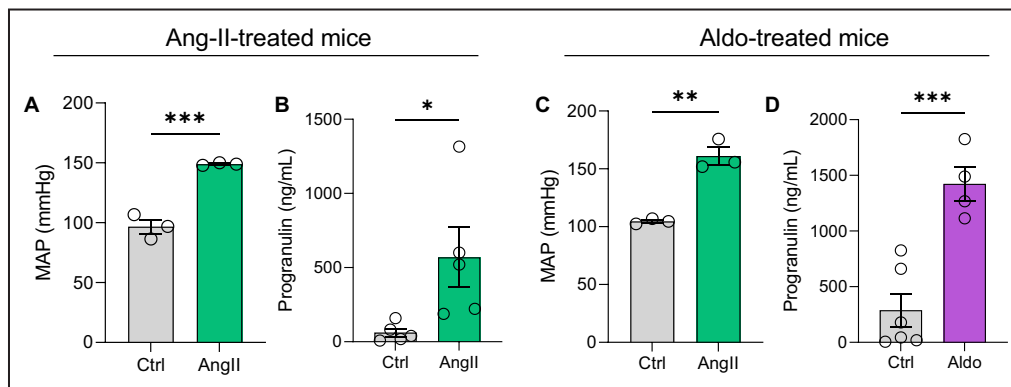 Ang-II-treated mice
Aldo-treated mice
A
***
MAP (mmHg)
200
150
100
50
0
Ctrl
AngII
B
*
Progranulin (ng/mL)
1500
1000
500
0
Ctrl
AngII
C
**
MAP (mmHg)
200
150
100
50
0
Ctrl
AngII
D
***
Progranulin (ng/mL)
2000
1500
1000
500
0
Ctrl
Aldo